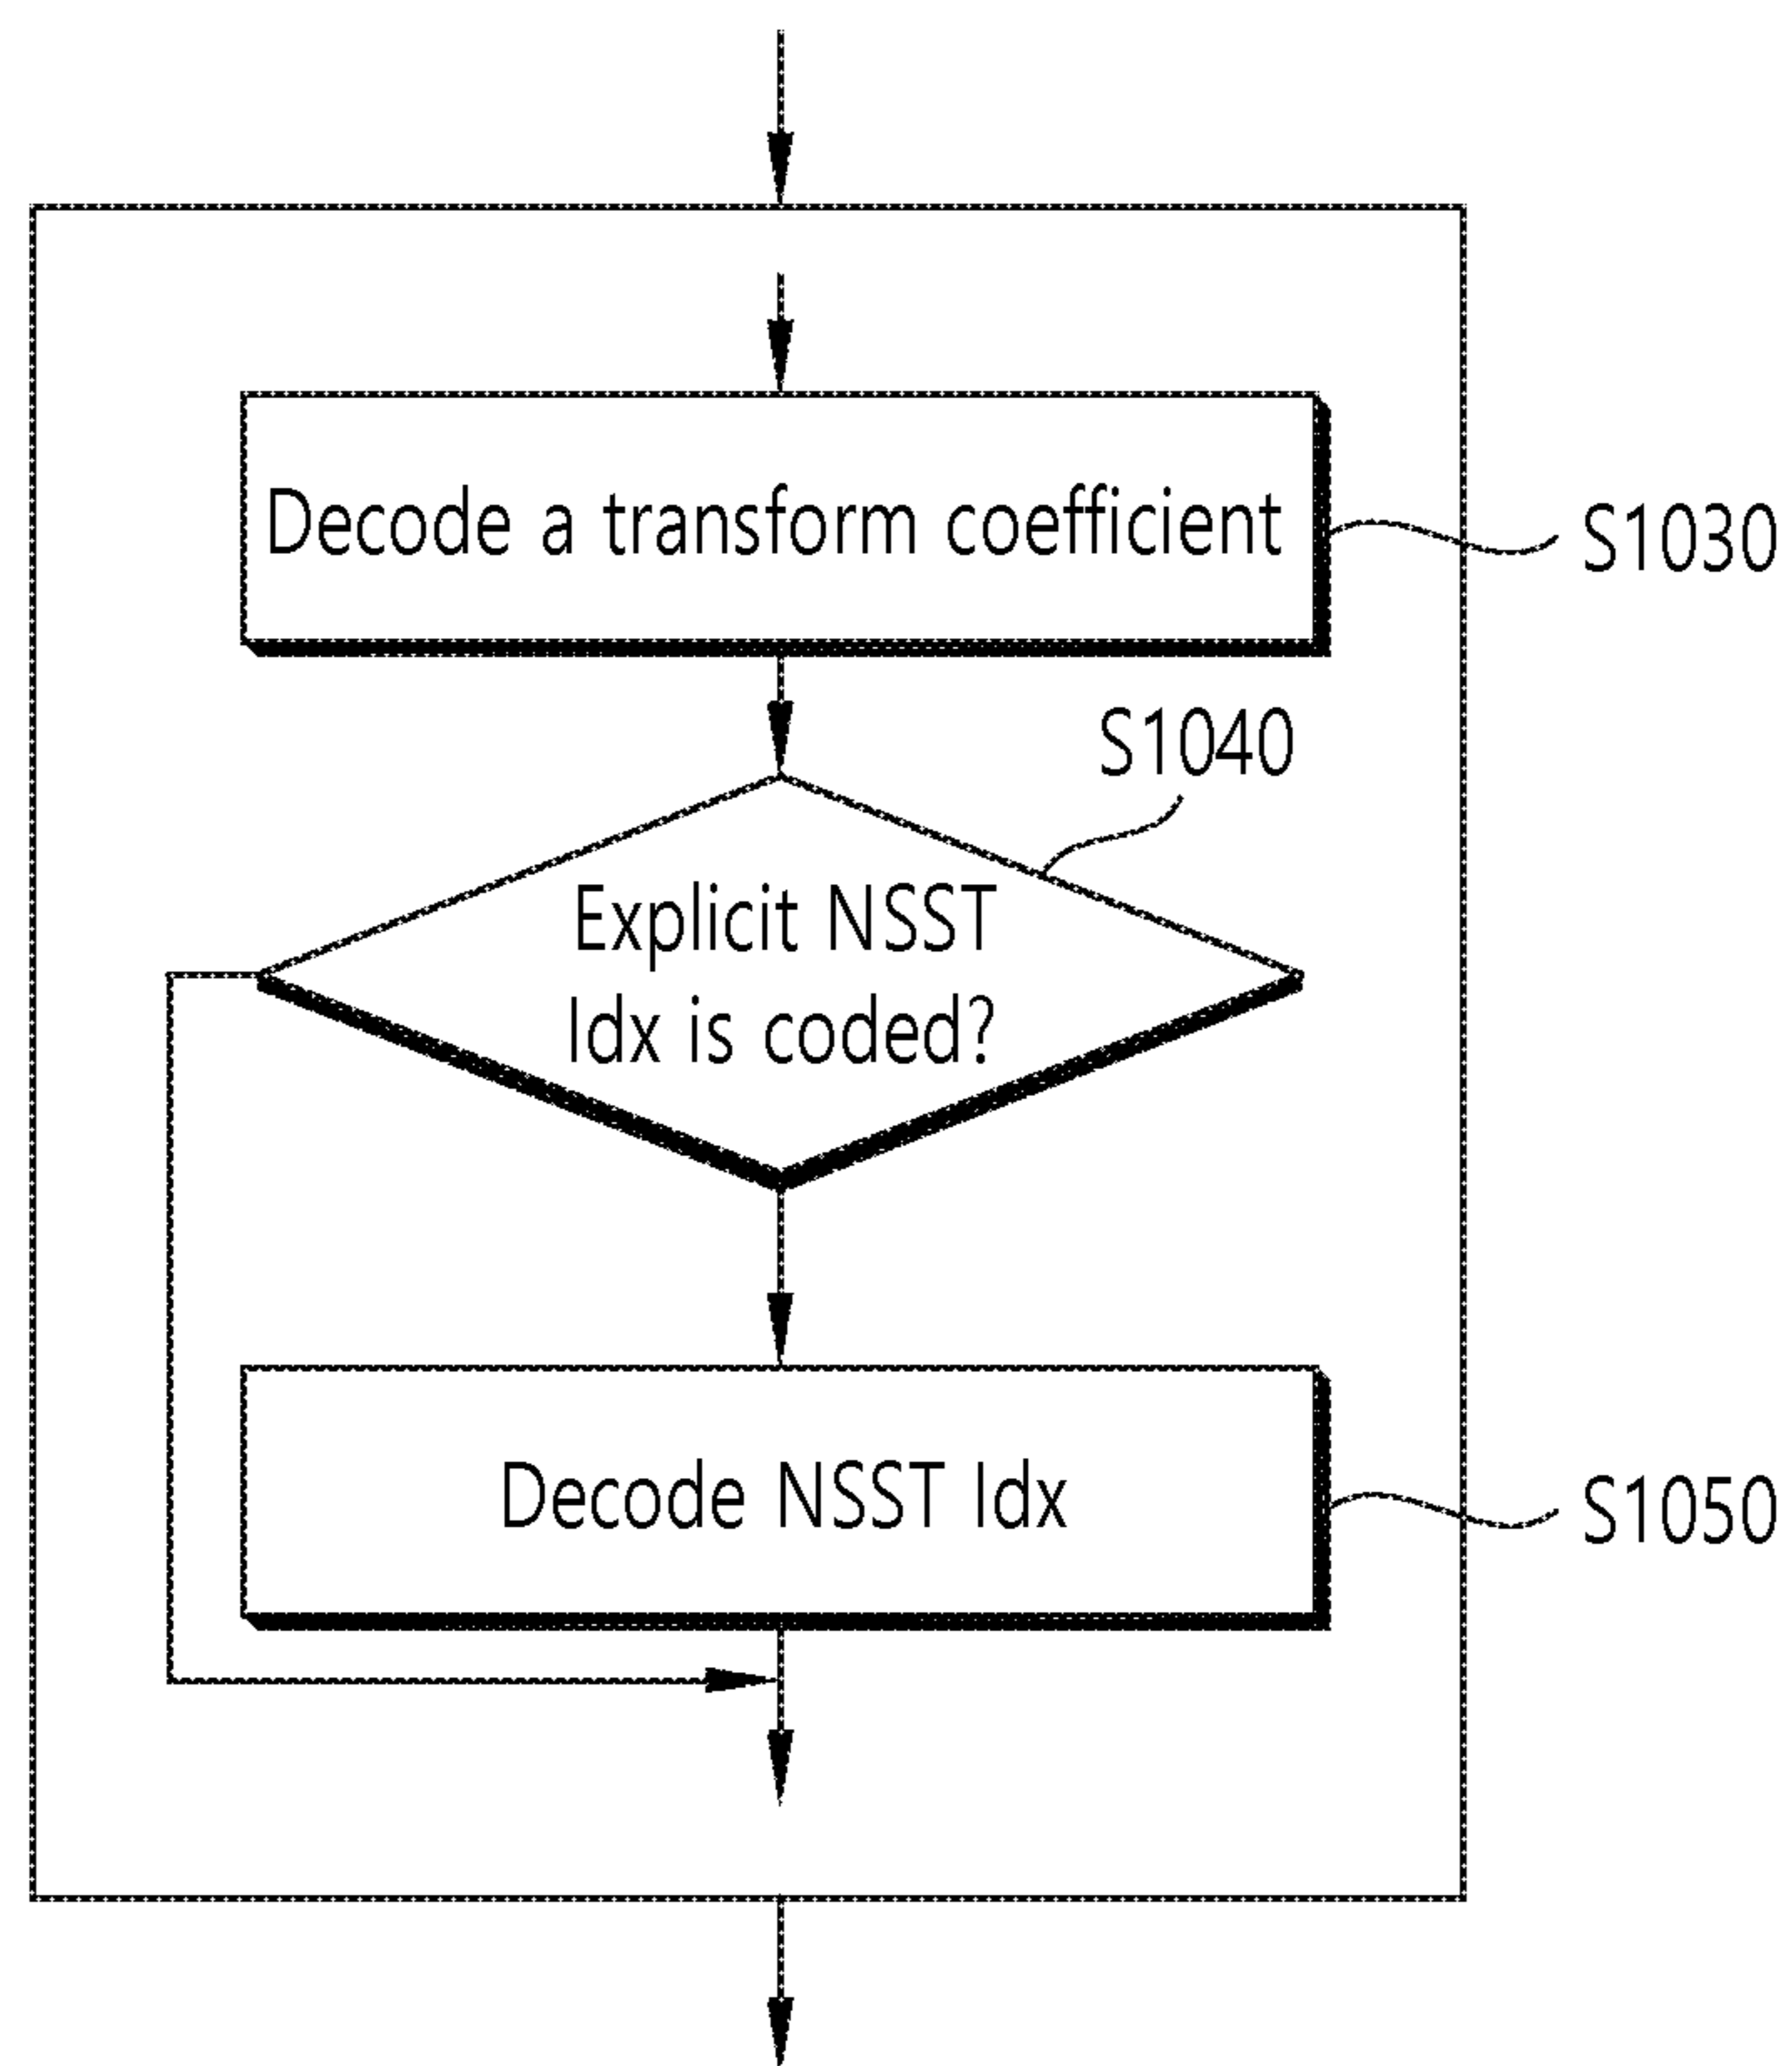 Decode a transform coefficient
S1030
S1040
Explicit NSST
Idx is coded?
Decode NSST Idx
S1050